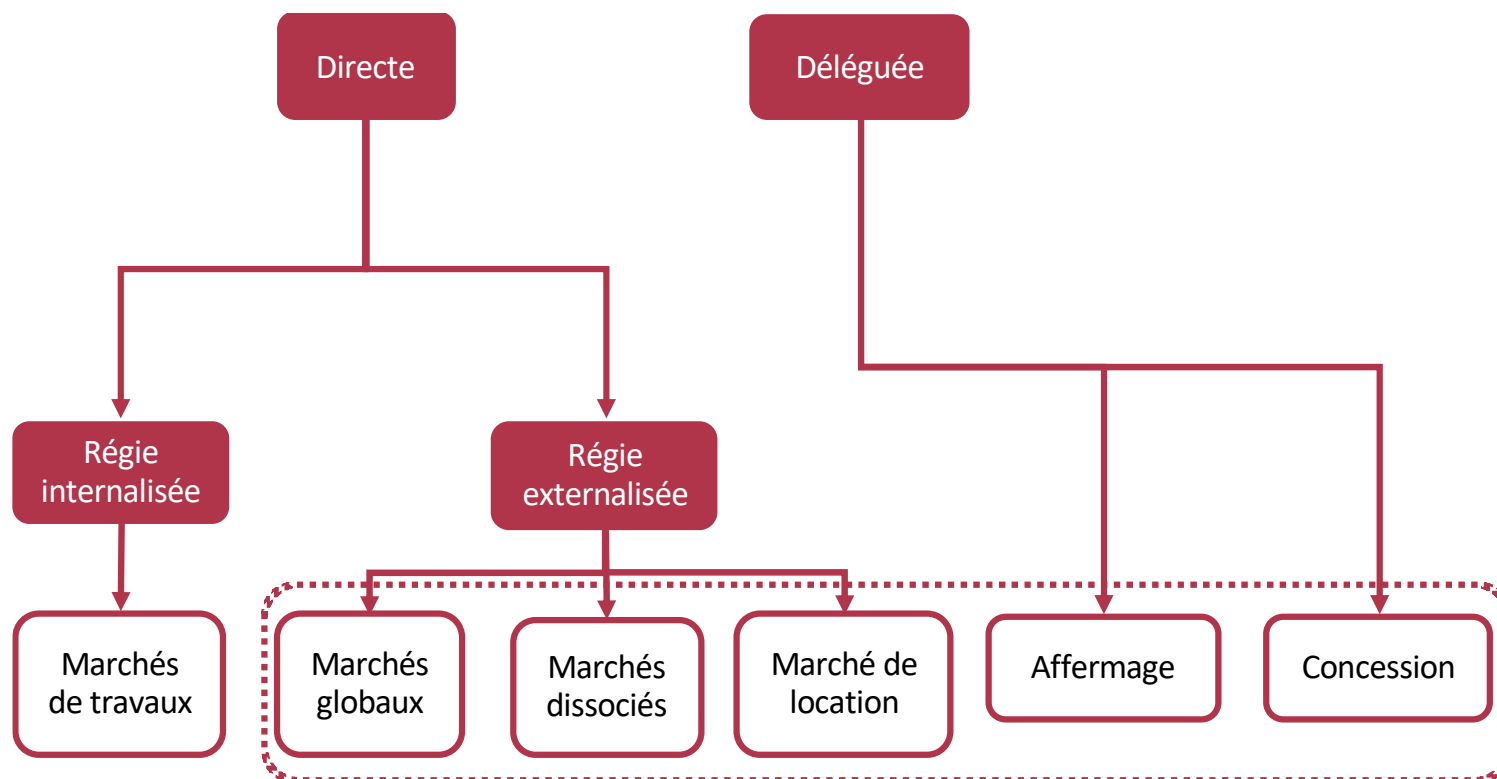 Directe
Déléguée
Régie
internalisée
Régie
externalisée
Marchés
de travaux
Marchés
globaux
Marchés
dissociés
Marché de
location
Affermage
Concession